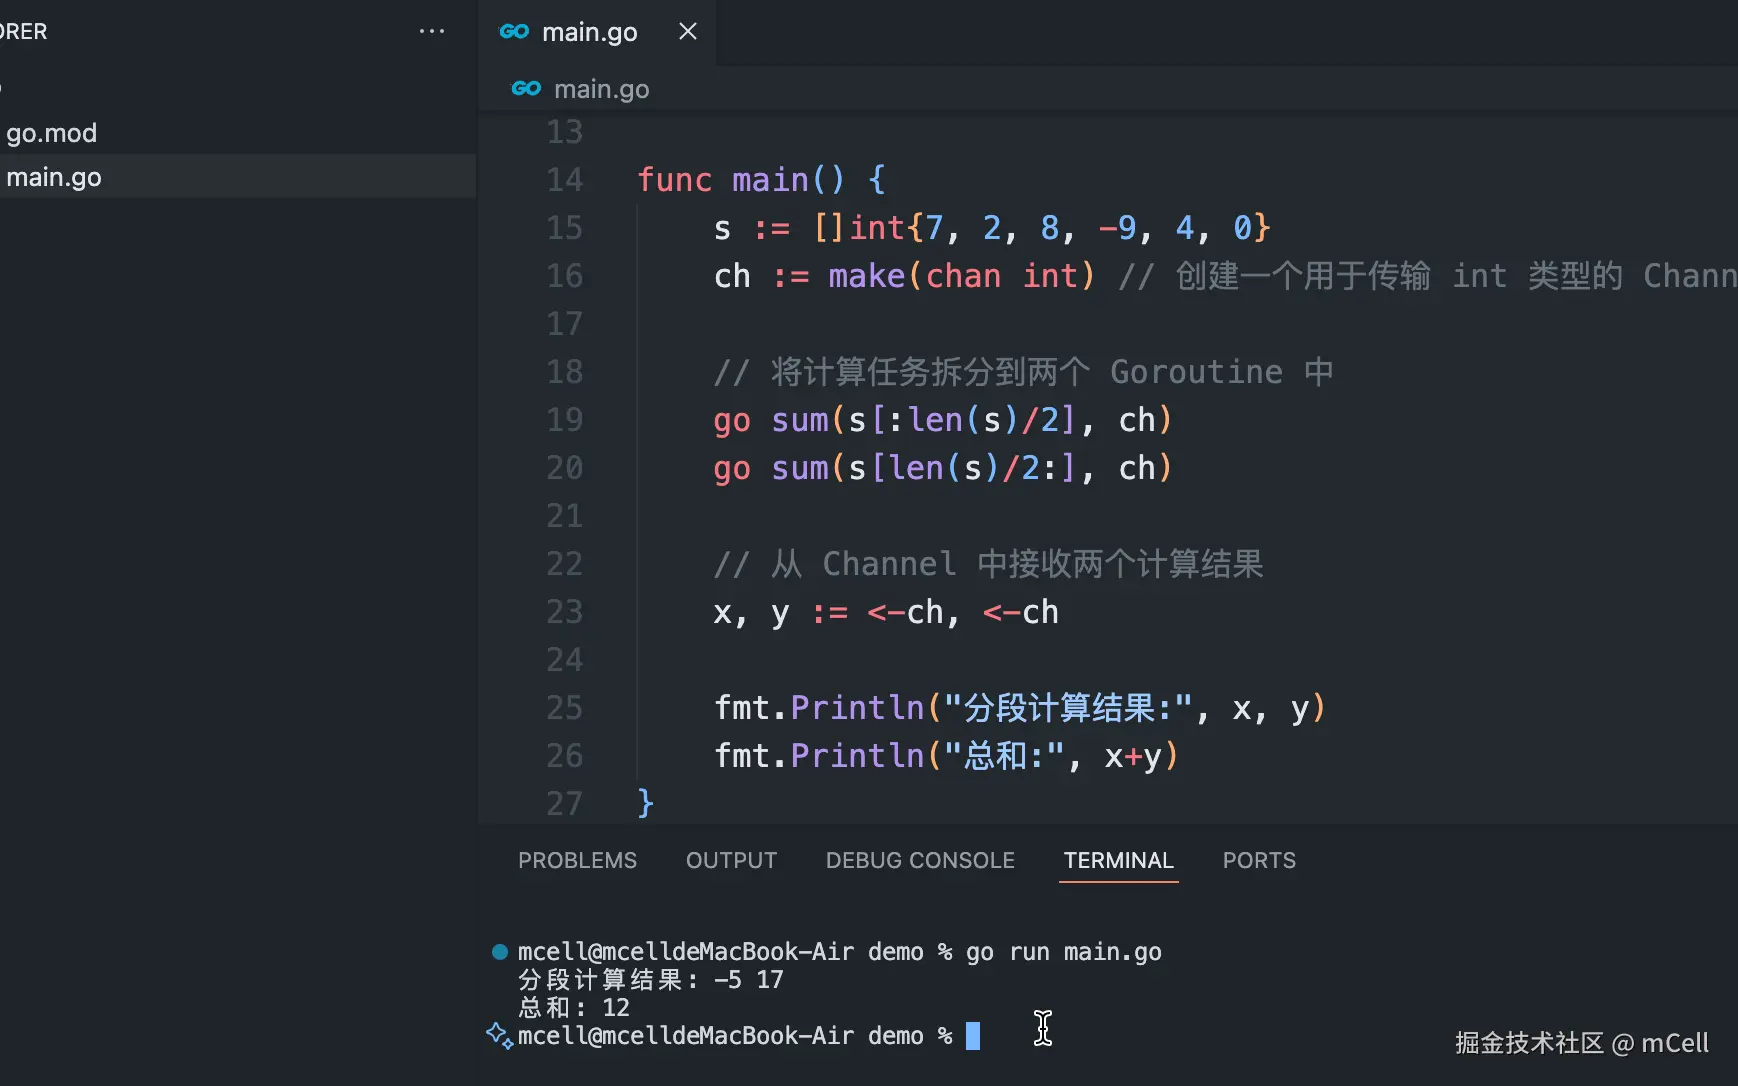 ORER
···
GO main.go
GO main.go
go.mod
main.go
13
14 func main() {
15 s := []int{7, 2, 8, -9, 4, 0}
16 ch := make(chan int) // 创建一个用于传输 int 类型的 Chann
17
18 // 将计算任务拆分到两个 Goroutine 中
19 go sum(s[:len(s)/2], ch)
20 go sum(s[len(s)/2:], ch)
21
22 // 从 Channel 中接收两个计算结果
23 x, y := <-ch, <-ch
24
25 fmt.Println("分段计算结果:", x, y)
26 fmt.Println("总和:", x+y)
27 }
PROBLEMS OUTPUT DEBUG CONSOLE TERMINAL PORTS
mcell@mcelldeMacBook-Air demo % go run main.go
分段计算结果: -5 17
总和: 12
mcell@mcelldeMacBook-Air demo %
掘金技术社区 @ mCell